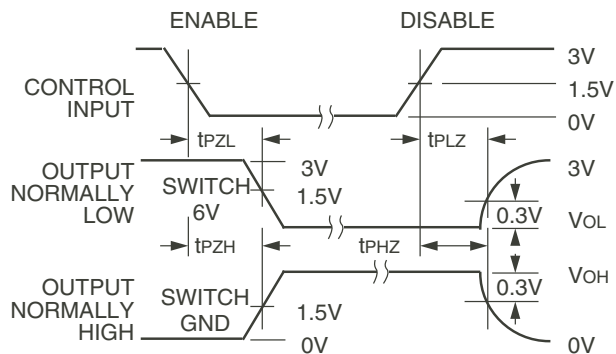 ENABLE
DISABLE
CONTROL
INPUT
3V
1.5V
0V
tPZL
tPLZ
OUTPUT
NORMALLY
LOW
SWITCH
6V
3V
1.5V
3V
0.3V
VOL
tPZH
tPHZ
OUTPUT
NORMALLY
HIGH
SWITCH
GND
1.5V
0V
0.3V
VOH
0V